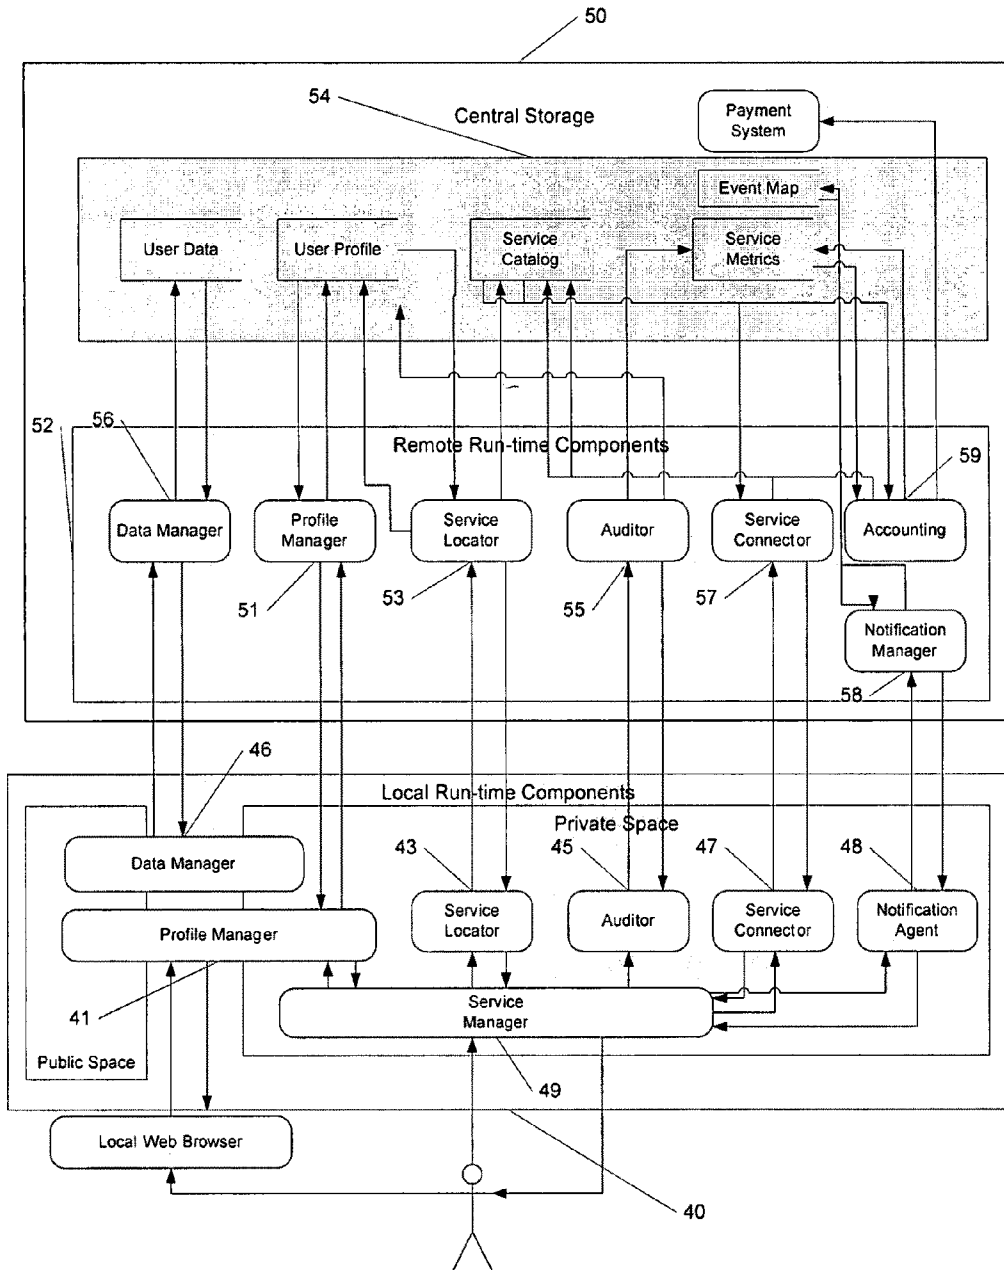 50
54
Central Storage
Payment
System
Event Map
User Data
User Profile
Service
Catalog
Service
Metrics
52
56
Remote Run-time Components
59
Data Manager
Profile
Manager
Service
Locator
Auditor
Service
Connector
Accounting
51
53
55
57
Notification
Manager
58
46
Local Run-time Components
Private Space
43
45
47
48
Data Manager
Service
Locator
Auditor
Service
Connector
Notification
Agent
Profile Manager
41
Service
Manager
Public Space
49
Local Web Browser
40